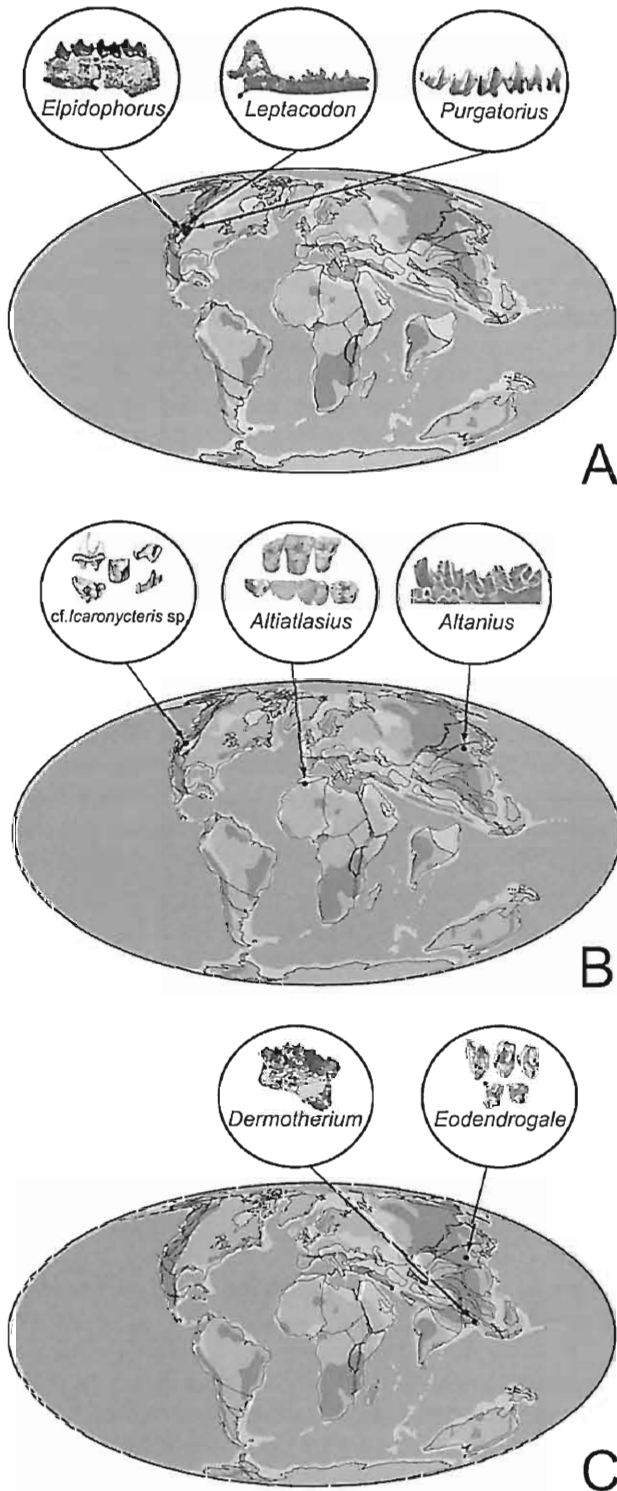 Elpidophorus
Leptacodon
Purgatorius
A
cf.Icaronycteris sp.
Altiatlasius
Altanius
B
Dermotherium
Eodendrogale
C